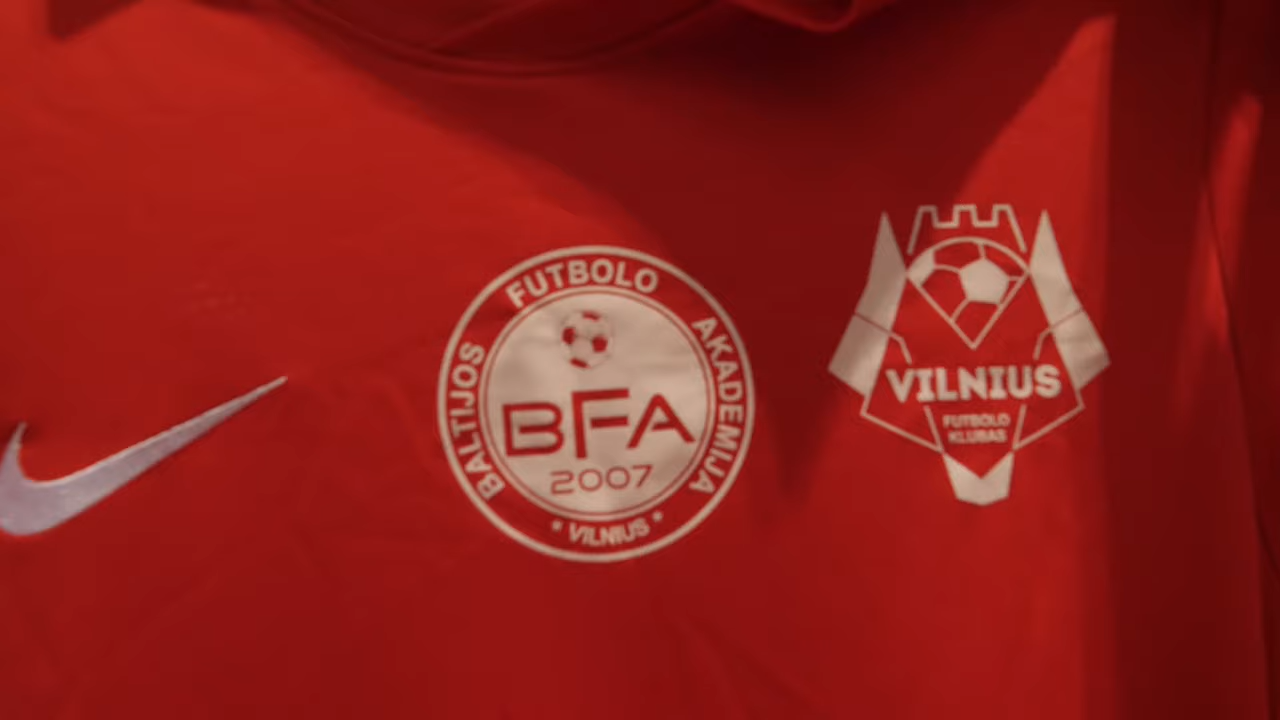 BALTIJOS FUTBOLO AKADEMIJA
BFA
2007
• VILNIUS •
VILNIUS
FUTBOLO
KLUBAS